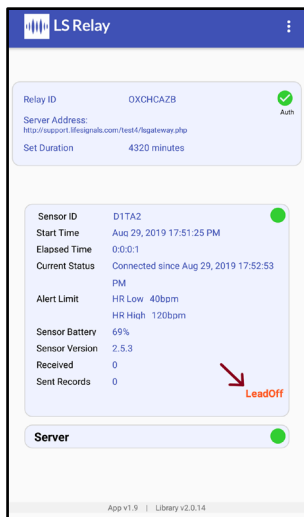 LS Relay
Relay ID OXCHCAZB
Auth
Server Address:
http://support.lifesignals.com/test4/lsgateway.php
Set Duration 4320 minutes
Sensor ID D1TA2
Start Time Aug 29, 2019 17:51:25 PM
Elapsed Time 0:0:0:1
Current Status Connected since Aug 29, 2019 17:52:53
PM
Alert Limit HR Low 40bpm
HR High 120bpm
Sensor Battery 69%
Sensor Version 2.5.3
Received 0
Sent Records 0
LeadOff
Server
App v1.9 | Library v2.0.14